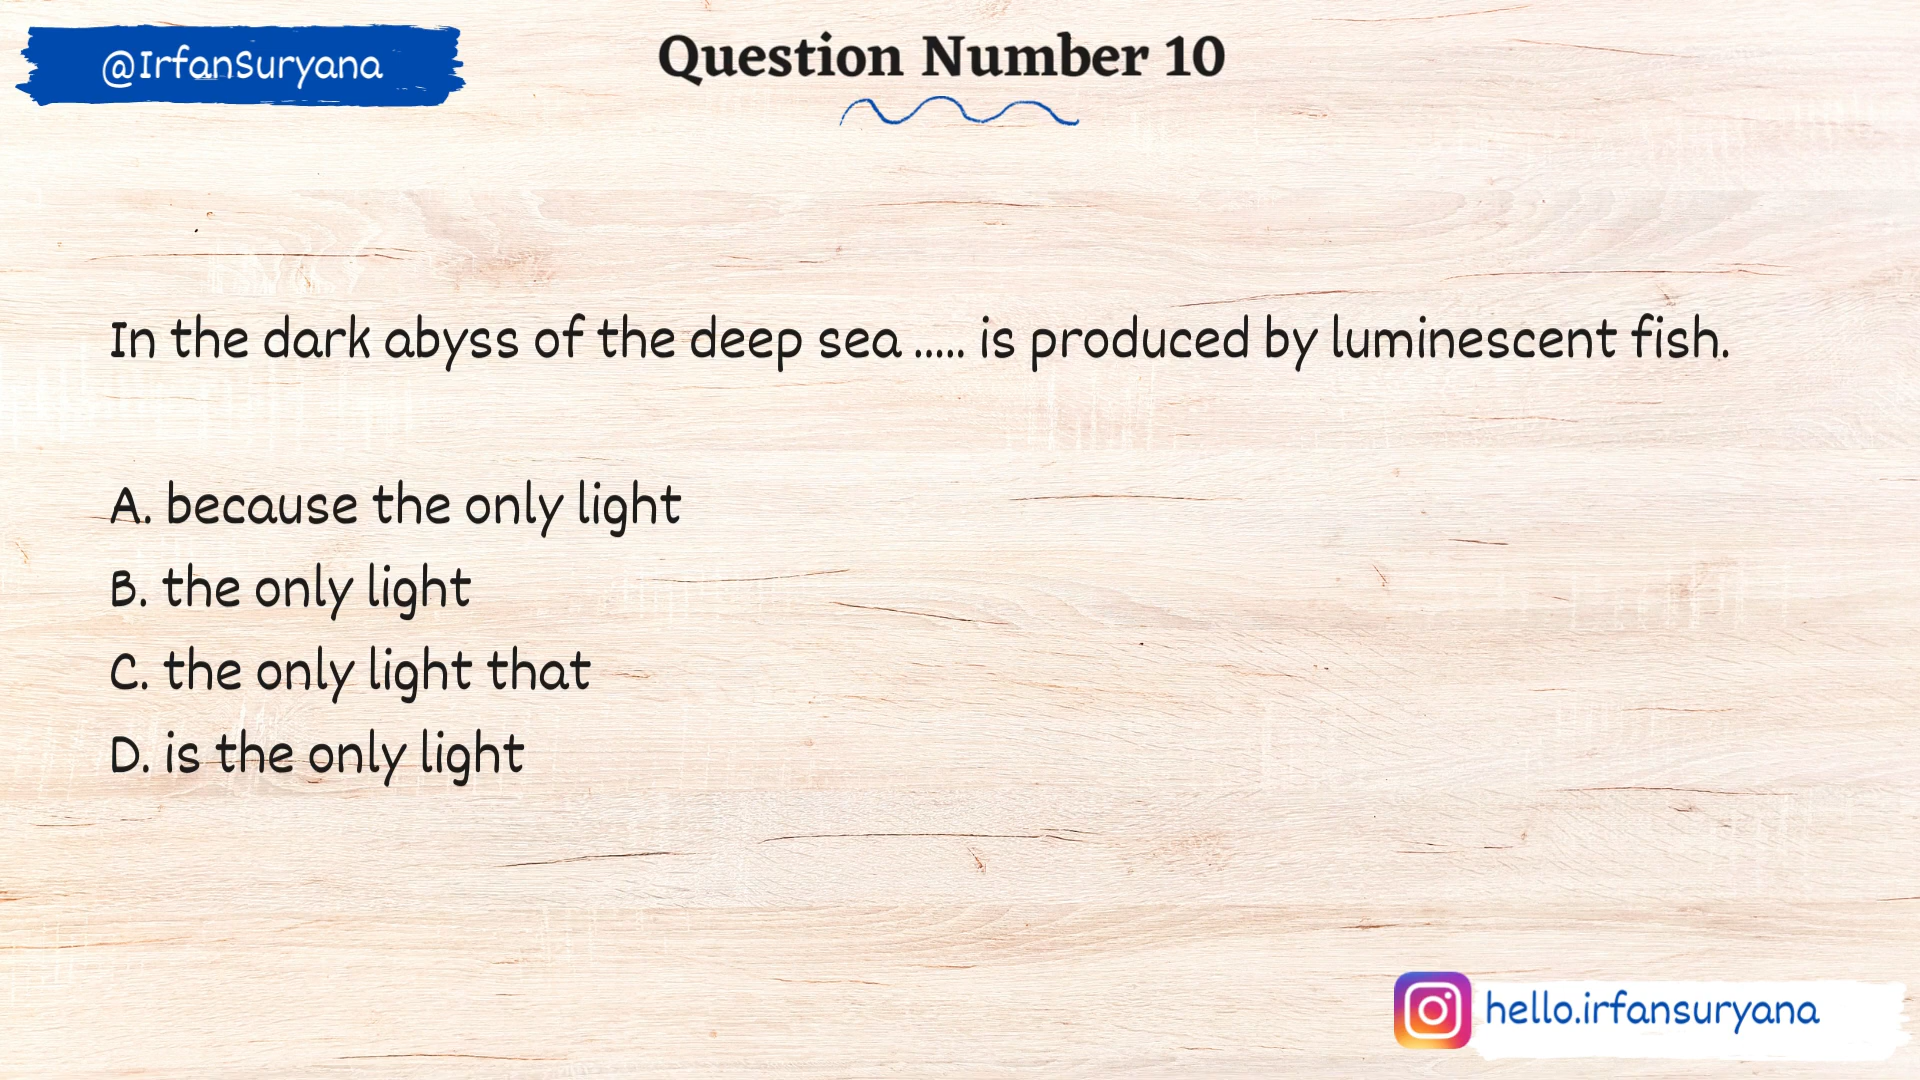 @IrfanSuryana
Question Number 10
In the dark abyss of the deep sea ..... is produced by luminescent fish.
A. because the only light
B. the only light
C. the only light that
D. is the only light
hello.irfansuryana